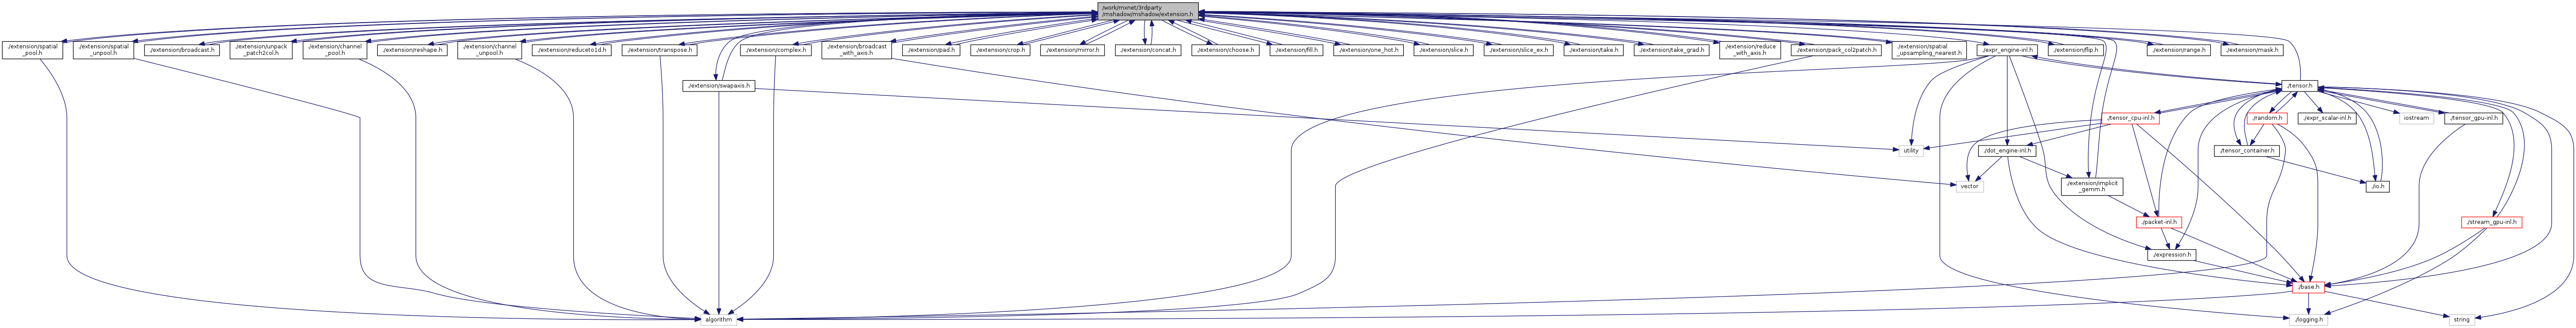 /work/mxnet/3rdparty
/mshadow/mshadow/extension.h
./extension/spatial
_pool.h
./extension/spatial
_unpool.h
./extension/broadcast.h
./extension/unpack
_patch2col.h
./extension/channel
_pool.h
./extension/reshape.h
./extension/channel
_unpool.h
./extension/reduceto1d.h
./extension/transpose.h
./extension/complex.h
./extension/broadcast
_with_axis.h
./extension/pad.h
./extension/crop.h
./extension/mirror.h
./extension/concat.h
./extension/choose.h
./extension/fill.h
./extension/one_hot.h
./extension/slice.h
./extension/slice_ex.h
./extension/take.h
./extension/take_grad.h
./extension/reduce
_with_axis.h
./extension/pack_col2patch.h
./extension/spatial
_upsampling_nearest.h
./expr_engine-inl.h
./extension/flip.h
./extension/range.h
./extension/mask.h
./extension/swapaxis.h
./tensor.h
./tensor_cpu-inl.h
./random.h
./expr_scalar-inl.h
iostream
./tensor_gpu-inl.h
utility
./dot_engine-inl.h
./tensor_container.h
vector
./extension/implicit
_gemm.h
./io.h
./packet-inl.h
./stream_gpu-inl.h
./expression.h
./base.h
algorithm
./logging.h
string